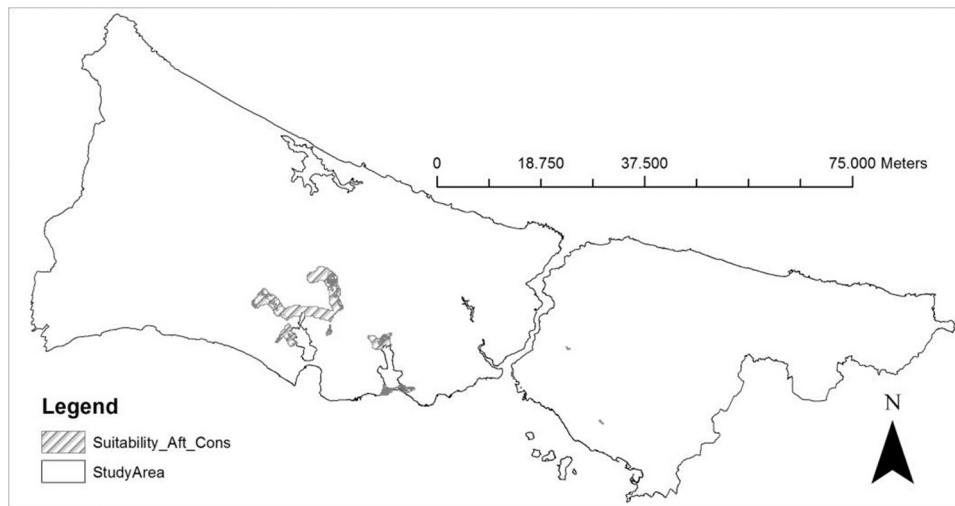 0 18.750 37.500 75.000 Meters
Legend
Suitability_Aft_Cons
StudyArea
N